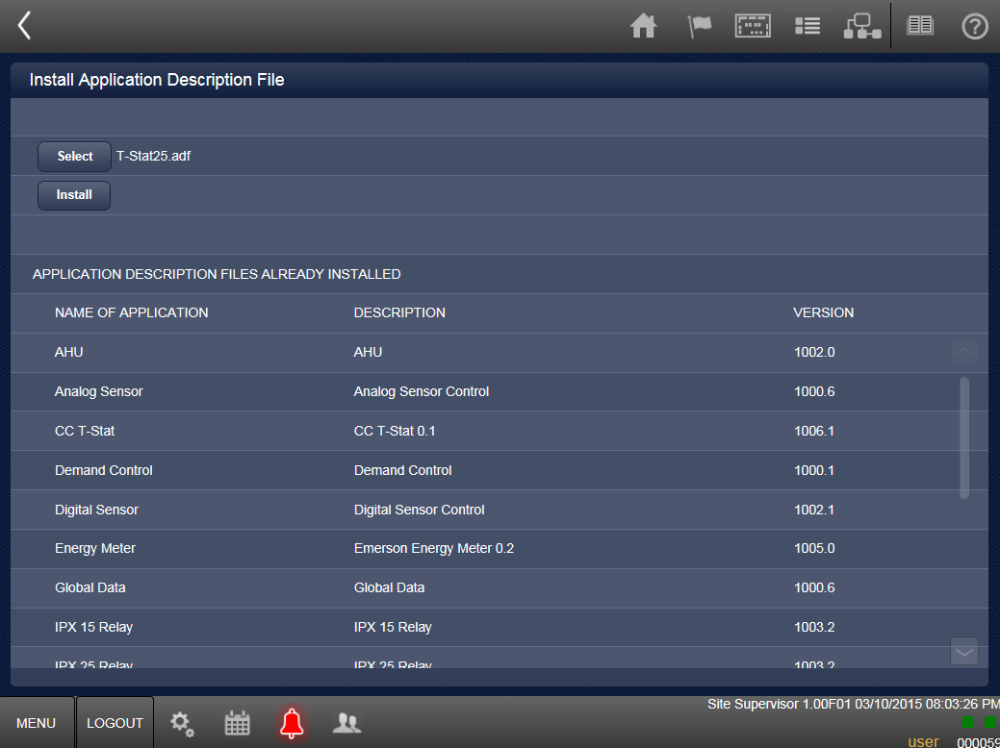 Install Application Description File
Select T-Stat25.adf
Install
APPLICATION DESCRIPTION FILES ALREADY INSTALLED
NAME OF APPLICATION DESCRIPTION VERSION
AHU AHU 1002.0
Analog Sensor Analog Sensor Control 1000.6
CC T-Stat CC T-Stat 0.1 1006.1
Demand Control Demand Control 1000.1
Digital Sensor Digital Sensor Control 1002.1
Energy Meter Emerson Energy Meter 0.2 1005.0
Global Data Global Data 1000.6
IPX 15 Relay IPX 15 Relay 1003.2
IPX 25 Relay IPX 25 Relay 1003.2
Site Supervisor 1.00F01 03/10/2015 08:03:26 PM
MENU LOGOUT
user 000059